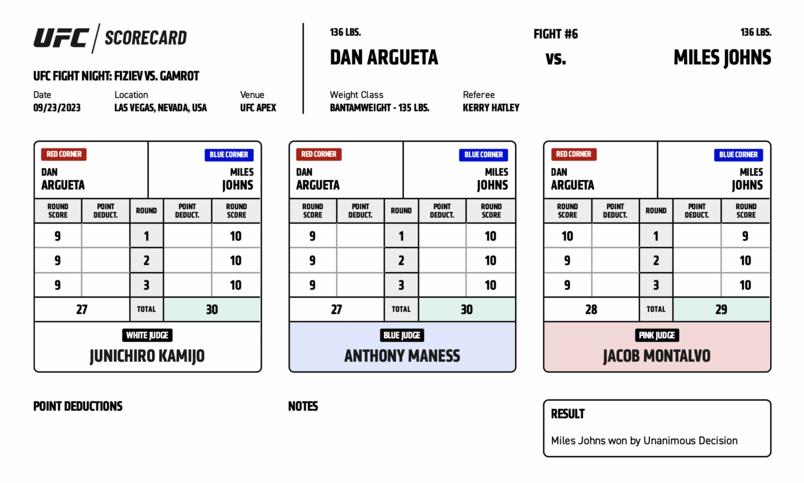 UFC / SCORECARD
UFC FIGHT NIGHT: FIZIEV VS. GAMROT
Date Location Venue
09/23/2023 LAS VEGAS, NEVADA, USA UFC APEX
136 LBS. FIGHT #6 136 LBS.
DAN ARGUETA vs. MILES JOHNS
Weight Class Referee
BANTAMWEIGHT - 135 LBS. KERRY HATLEY
RED CORNER BLUE CORNER
DAN MILES
ARGUETA JOHNS
ROUND POINT ROUND POINT ROUND
SCORE DEDUCT. DEDUCT. SCORE
9 1 10
9 2 10
9 3 10
27 TOTAL 30
WHITE JUDGE
JUNICHIRO KAMIJO
RED CORNER BLUE CORNER
DAN MILES
ARGUETA JOHNS
ROUND POINT ROUND POINT ROUND
SCORE DEDUCT. DEDUCT. SCORE
9 1 10
9 2 10
9 3 10
27 TOTAL 30
BLUE JUDGE
ANTHONY MANESS
RED CORNER BLUE CORNER
DAN MILES
ARGUETA JOHNS
ROUND POINT ROUND POINT ROUND
SCORE DEDUCT. DEDUCT. SCORE
10 1 9
9 2 10
9 3 10
28 TOTAL 29
PINK JUDGE
JACOB MONTALVO
POINT DEDUCTIONS
NOTES
RESULT
Miles Johns won by Unanimous Decision